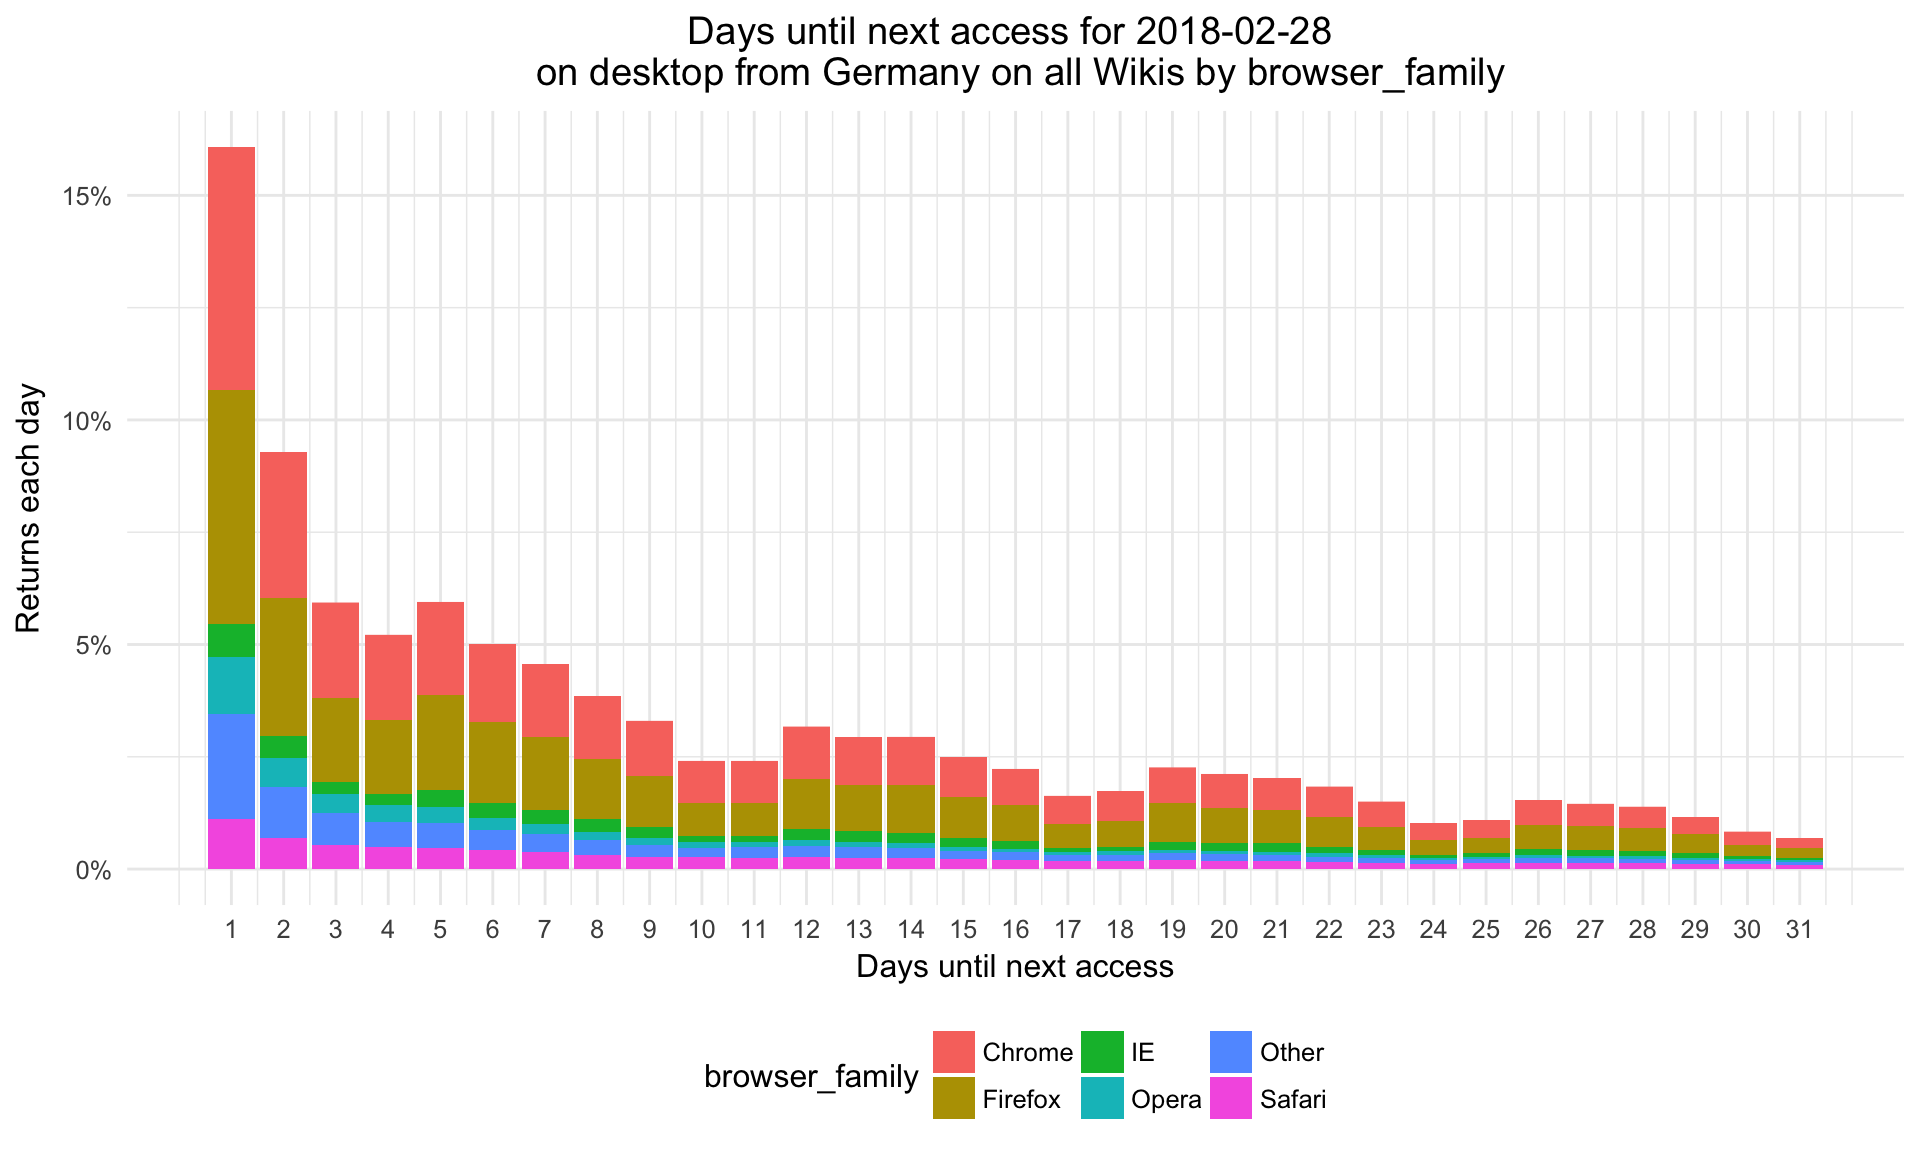 Days until next access for 2018-02-28
on desktop from Germany on all Wikis by browser_family
Returns each day
15%
10%
5%
0%
1 2 3 4 5 6 7 8 9 10 11 12 13 14 15 16 17 18 19 20 21 22 23 24 25 26 27 28 29 30 31
Days until next access
browser_family
Chrome IE Other
Firefox Opera Safari